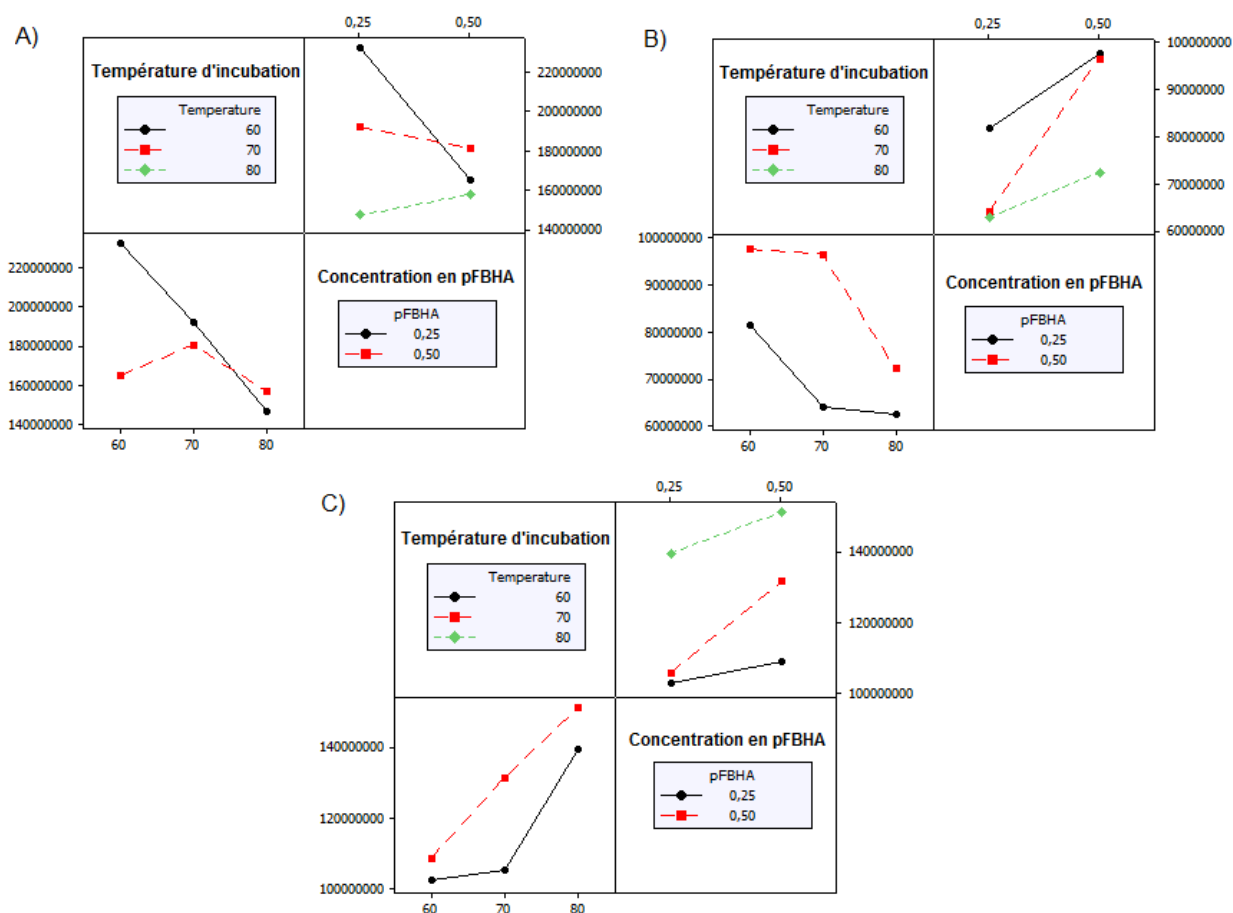 A)
0,25 0,50
Température d'incubation
Temperature
60
70
80
220000000
200000000
180000000
160000000
140000000
220000000
200000000
180000000
160000000
140000000
Concentration en pFBHA
pFBHA
0,25
0,50
60 70 80
B)
0,25 0,50
Température d'incubation
Temperature
60
70
80
100000000
90000000
80000000
70000000
60000000
100000000
90000000
80000000
70000000
60000000
Concentration en pFBHA
pFBHA
0,25
0,50
60 70 80
C)
0,25 0,50
Température d'incubation
Temperature
60
70
80
140000000
120000000
100000000
140000000
120000000
100000000
Concentration en pFBHA
pFBHA
0,25
0,50
60 70 80